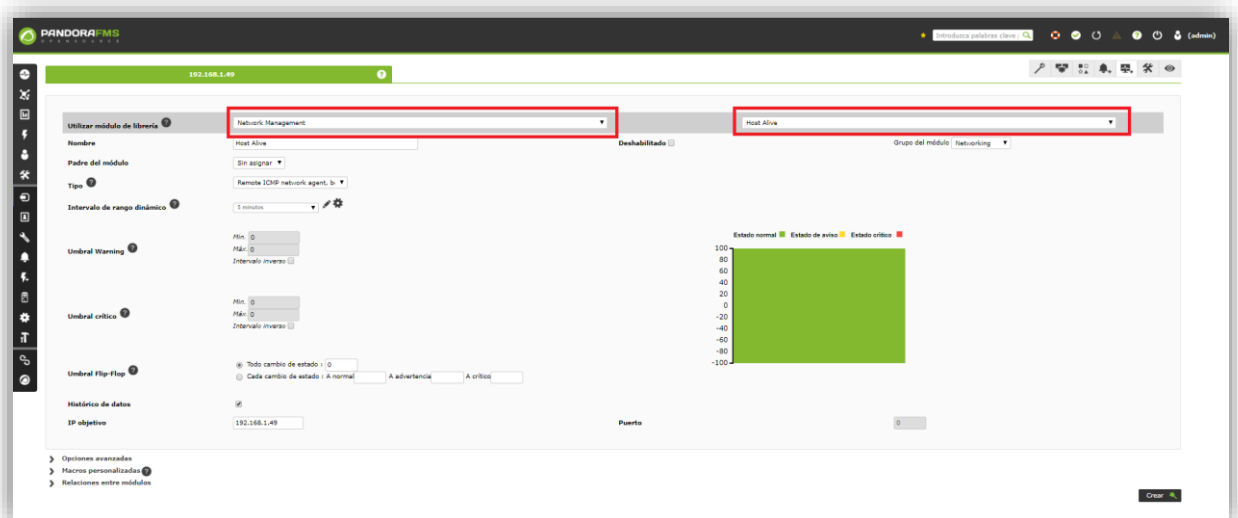 PANDORAFMS
Introduzca palabras clave
(admin)
192.168.1.49
Utilizar módulo de librería
Network Management
Host Alive
Nombre
Host Alive
Deshabilitado
Grupo del módulo
Networking
Padre del módulo
Sin asignar
Tipo
Remote ICMP network agent, b
Intervalo de rango dinámico
5 minutos
Umbral Warning
Min. 0
Máx. 0
Intervalo inverso
Estado normal
Estado de aviso
Estado crítico
100
80
60
40
20
0
-20
-40
-60
-80
-100
Umbral crítico
Min. 0
Máx. 0
Intervalo inverso
Umbral Flip-Flop
Todo cambio de estado : 0
Cada cambio de estado : A normal A advertencia A crítico
Histórico de datos
IP objetivo
192.168.1.49
Puerto
0
Opciones avanzadas
Macros personalizadas
Relaciones entre módulos
Crear